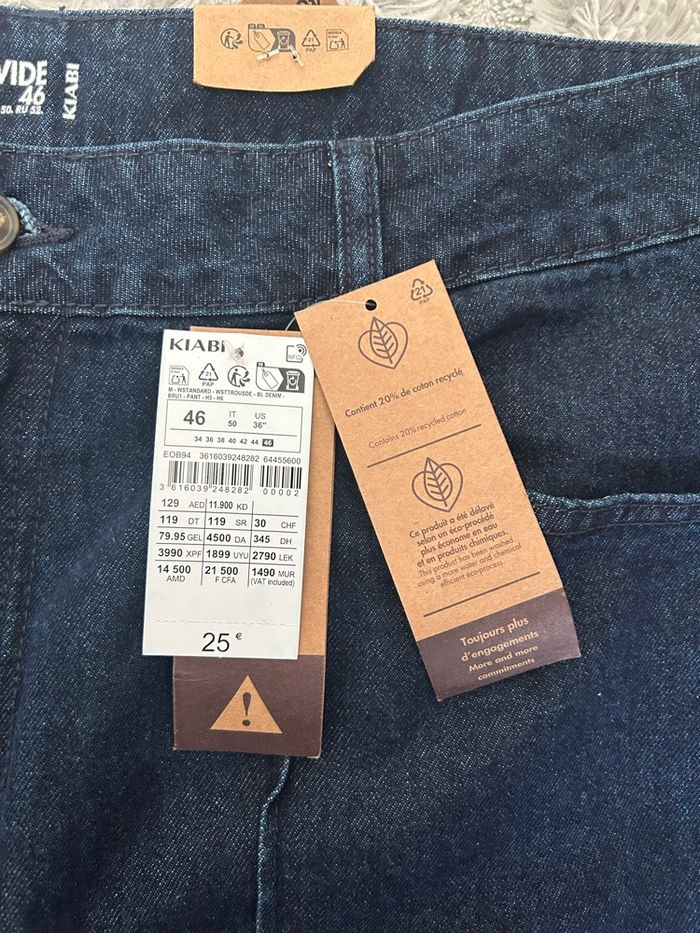 VIDE
46
50. RU 52.
KIABI
21
PAP
KIABI
RFID
21
PAP
M - WSTANDARD - WSTTROUSDE - BL DENIM -
BRU1 - PANT - H5 - H6
46 IT 50 US 36"
34 36 38 40 42 44 46
EOB94 3616039248282 64455600
3 616039 248282 00002
129 AED 11.900 KD
119 DT 119 SR 30 CHF
79.95 GEL 4500 DA 345 DH
3990 XPF 1899 UYU 2790 LEK
14 500 AMD 21 500 F CFA 1490 MUR (VAT included)
25 €
21
PAP
Contient 20% de coton recyclé
Contains 20% recycled cotton
Ce produit a été délavé
selon un éco-procédé
plus économe en eau
et en produits chimiques.
This product has been washed
using a more water and chemical
efficient eco-process.
Toujours plus
d'engagements
More and more
commitments